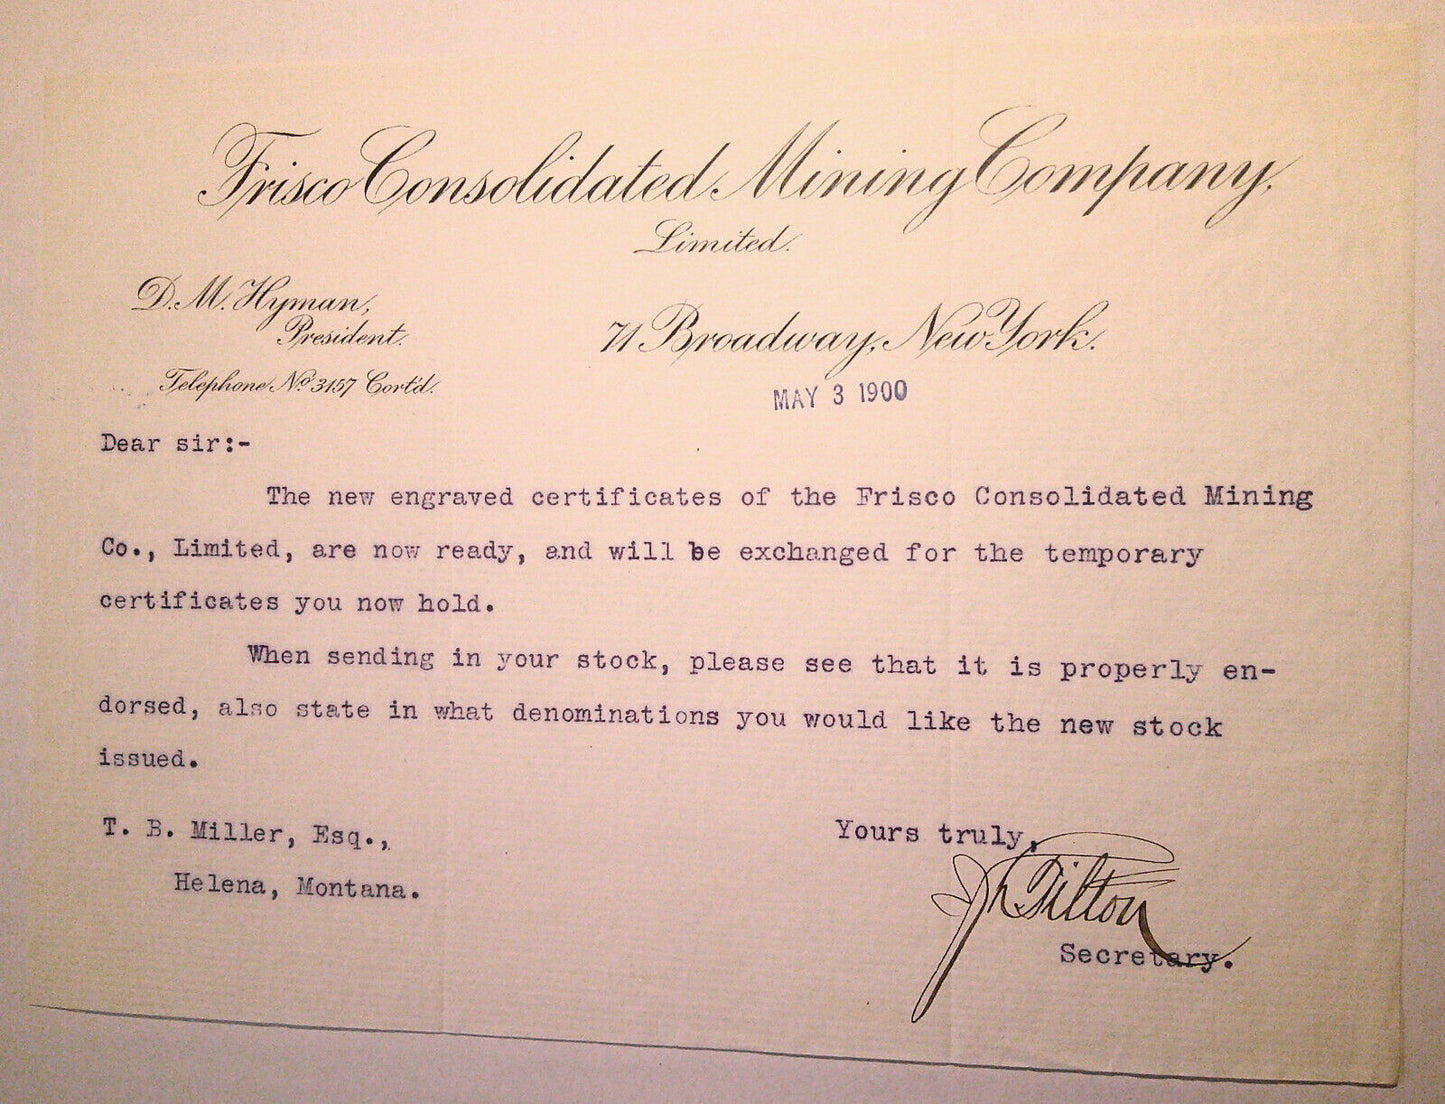 Frisco Consolidated Mining Company,
Limited.
D. M. Hyman,
President.
Telephone No. 3157 Cort'd.
71 Broadway, New York.
MAY 3 1900
Dear sir:-
The new engraved certificates of the Frisco Consolidated Mining
Co., Limited, are now ready, and will be exchanged for the temporary
certificates you now hold.
When sending in your stock, please see that it is properly en-
dorsed, also state in what denominations you would like the new stock
issued.
T. B. Miller, Esq.,
Helena, Montana.
Yours truly,
Tilton
Secretary.